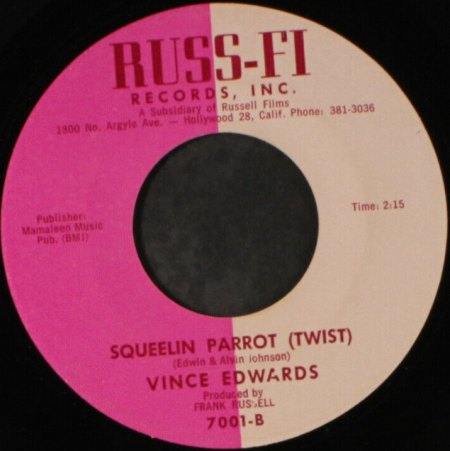 RUSS-FI
RECORDS, INC.
A Subsidiary of Russell Films
1800 No. Argyle Ave. — Hollywood 28, Calif. Phone: 381-3036
Publisher:
Mamaleen Music
Pub. (BMI)
Time: 2:15
SQUEELIN PARROT (TWIST)
(Edwin & Alvin Johnson)
VINCE EDWARDS
Produced by
FRANK RUSSELL
7001-B